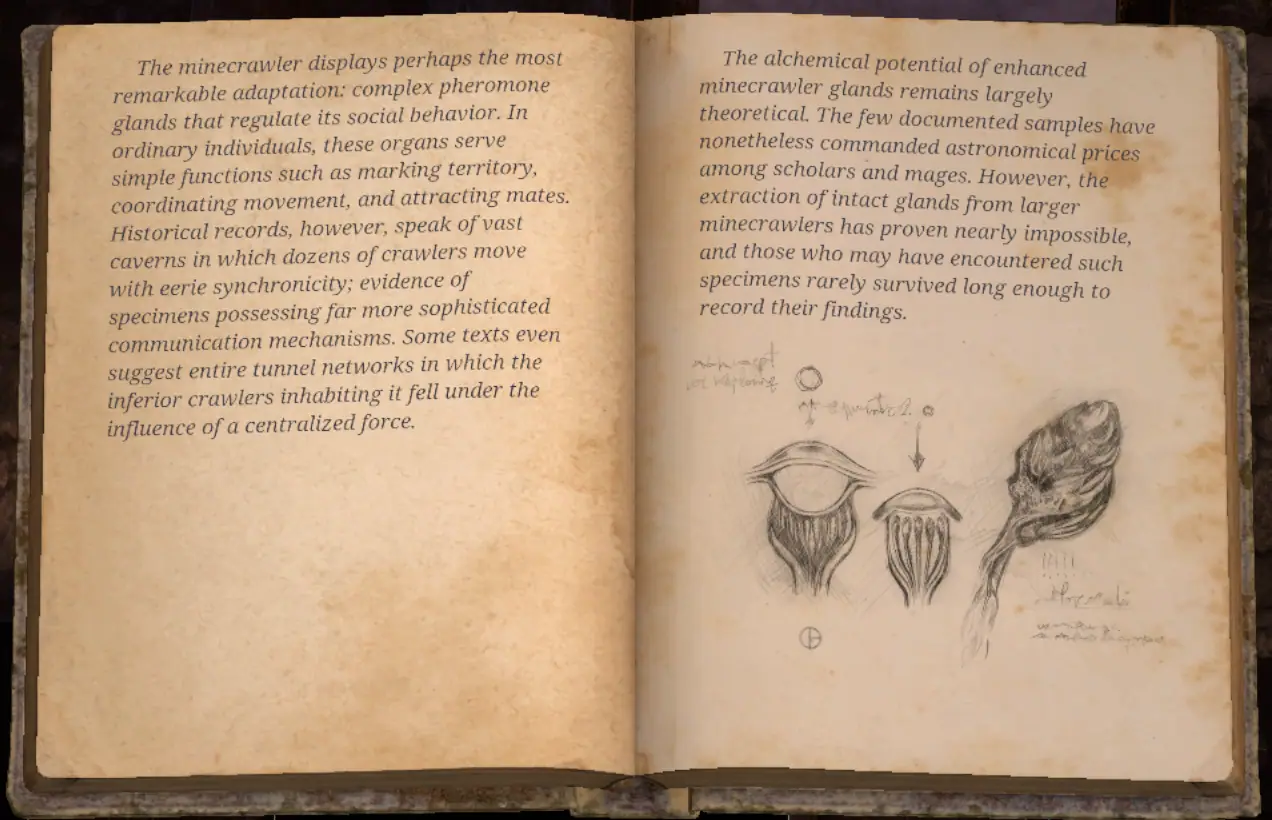 The minecrawler displays perhaps the most
remarkable adaptation: complex pheromone
glands that regulate its social behavior. In
ordinary individuals, these organs serve
simple functions such as marking territory,
coordinating movement, and attracting mates.
Historical records, however, speak of vast
caverns in which dozens of crawlers move
with eerie synchronicity; evidence of
specimens possessing far more sophisticated
communication mechanisms. Some texts even
suggest entire tunnel networks in which the
inferior crawlers inhabiting it fell under the
influence of a centralized force.
The alchemical potential of enhanced
minecrawler glands remains largely
theoretical. The few documented samples have
nonetheless commanded astronomical prices
among scholars and mages. However, the
extraction of intact glands from larger
minecrawlers has proven nearly impossible,
and those who may have encountered such
specimens rarely survived long enough to
record their findings.